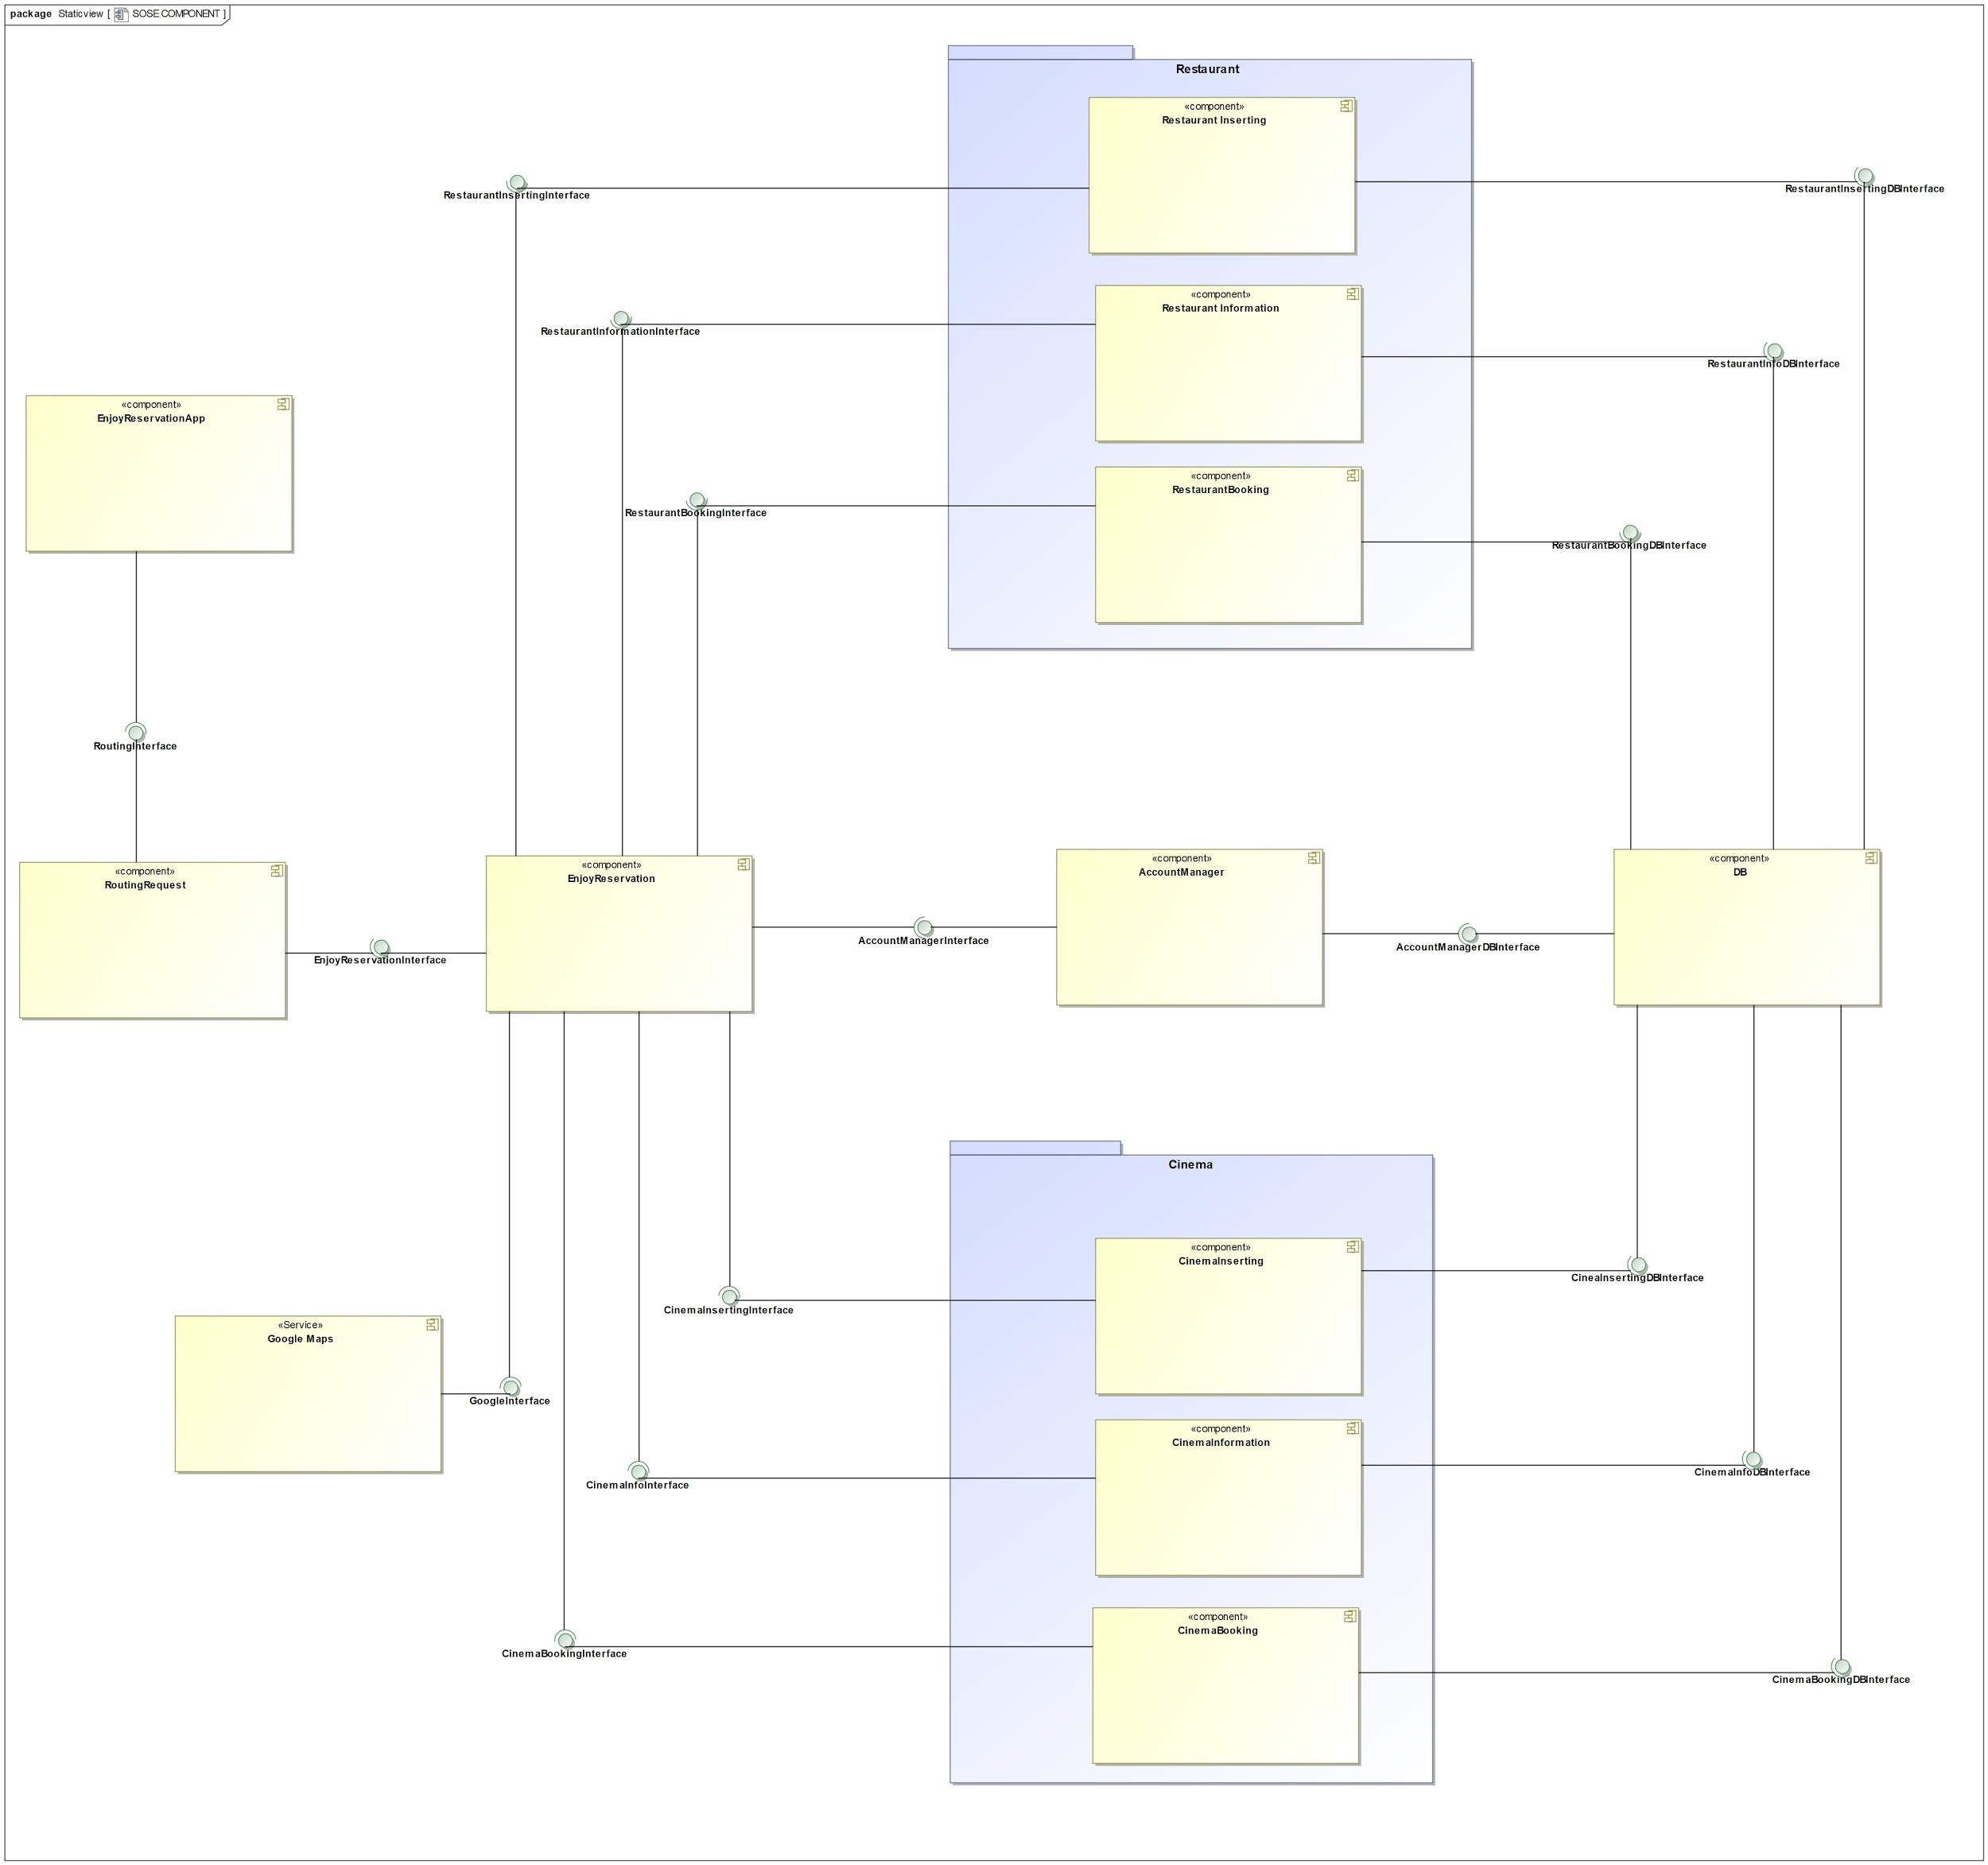 package Staticview [ SOSE COMPONENT ]
Restaurant
«component»
Restaurant Inserting
RestaurantInsertingInterface
RestaurantInsertingDBInterface
«component»
Restaurant Information
RestaurantInformationInterface
RestaurantInfoDBInterface
«component»
EnjoyReservationApp
«component»
RestaurantBooking
RestaurantBookingInterface
RestaurantBookingDBInterface
RoutingInterface
«component»
RoutingRequest
«component»
EnjoyReservation
«component»
AccountManager
«component»
DB
EnjoyReservationInterface
AccountManagerInterface
AccountManagerDBInterface
Cinema
«component»
CinemaInserting
CineaInsertingDBInterface
CinemaInsertingInterface
«Service»
Google Maps
GoogleInterface
«component»
CinemaInformation
CinemaInfoInterface
CinemaInfoDBInterface
«component»
CinemaBooking
CinemaBookingInterface
CinemaBookingDBInterface